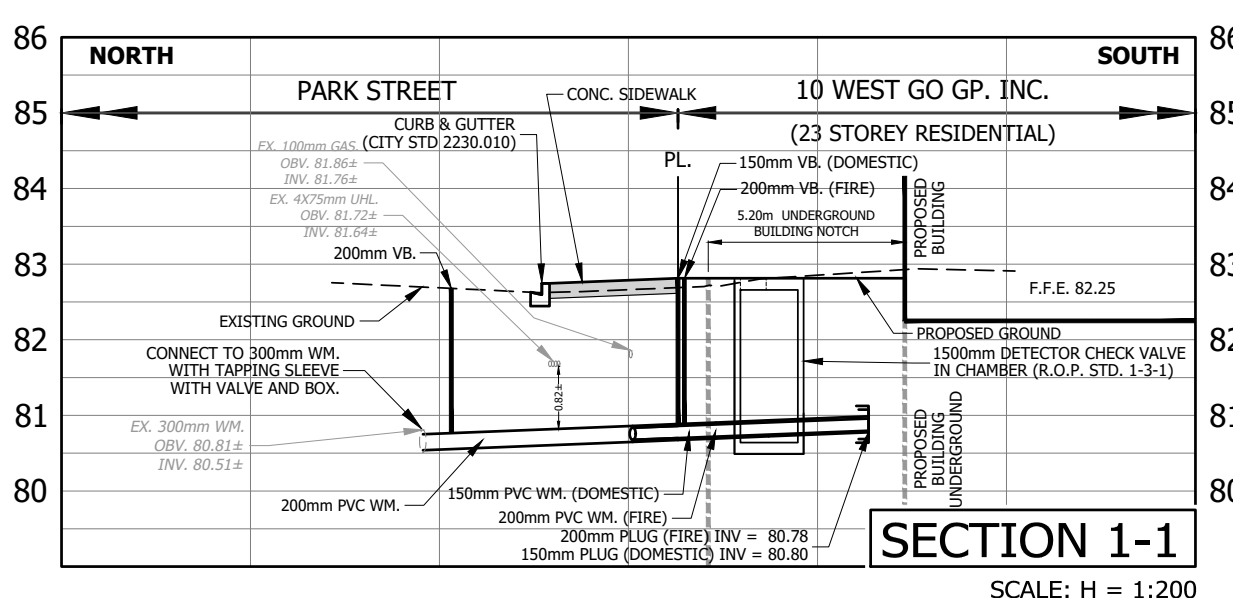 86
NORTH
SOUTH
86
PARK STREET
10 WEST GO GP. INC.
85
CONC. SIDEWALK
85
CURB & GUTTER
(CITY STD 2230.010)
(23 STOREY RESIDENTIAL)
EX. 100mm GAS.
OBV. 81.86±
INV. 81.76±
PL.
150mm VB. (DOMESTIC)
200mm VB. (FIRE)
84
84
EX. 4X75mm UHL.
OBV. 81.72±
INV. 81.64±
5.20m UNDERGROUND
BUILDING NOTCH
PROPOSED
BUILDING
200mm VB.
83
83
F.F.E. 82.25
EXISTING GROUND
PROPOSED GROUND
82
82
CONNECT TO 300mm WM.
WITH TAPPING SLEEVE
WITH VALVE AND BOX.
1500mm DETECTOR CHECK VALVE
IN CHAMBER (R.O.P. STD. 1-3-1)
0.82±
81
81
EX. 300mm WM.
OBV. 80.81±
INV. 80.51±
PROPOSED
BUILDING
UNDERGROUND
80
80
150mm PVC WM. (DOMESTIC)
200mm PVC WM.
200mm PVC WM. (FIRE)
200mm PLUG (FIRE) INV = 80.78
150mm PLUG (DOMESTIC) INV = 80.80
SECTION 1-1
SCALE: H = 1:200